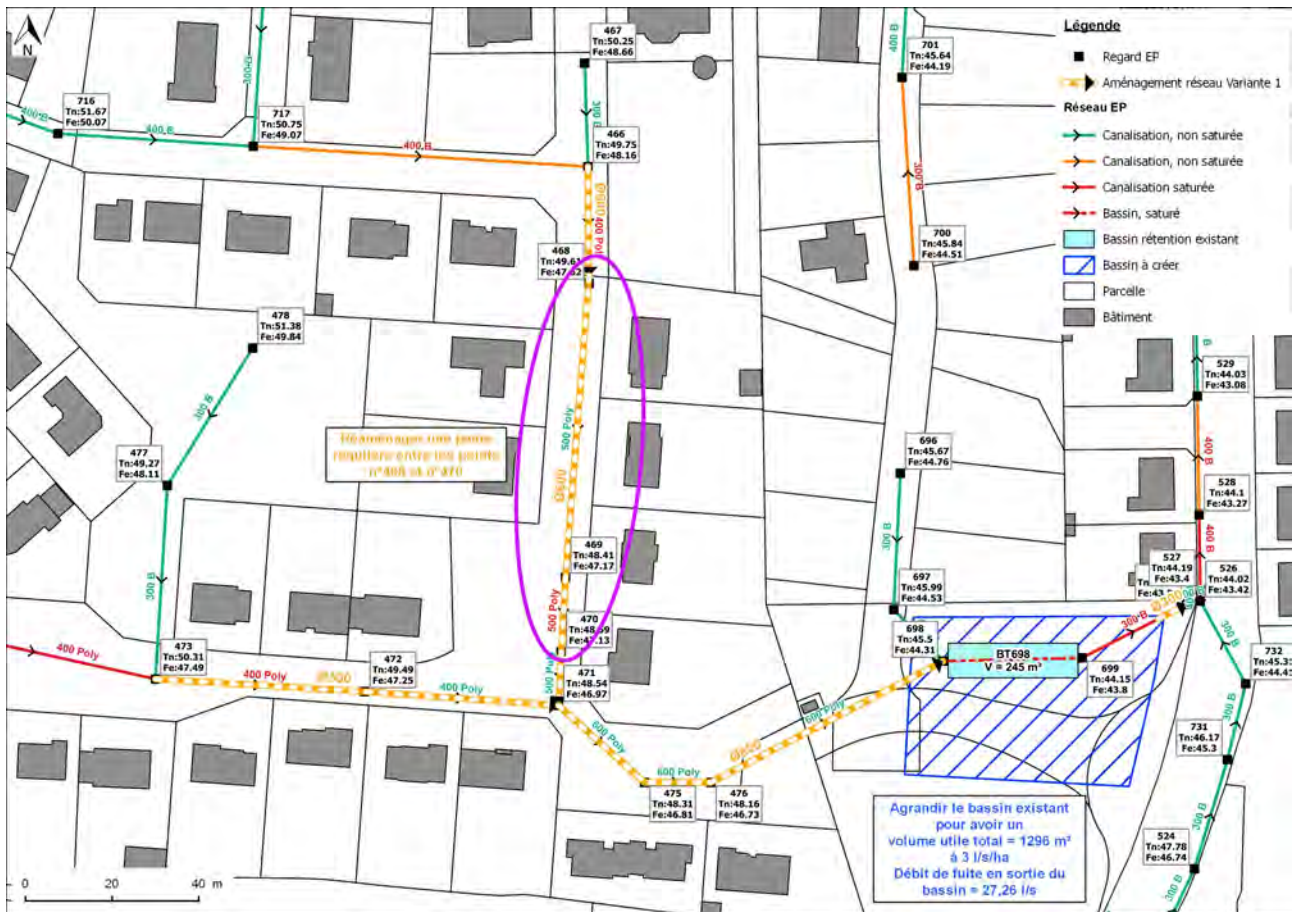 N
467
Tn:50.25
Fe:48.66
701
Tn:45.64
Fe:44.19
Légende
Regard EP
Aménagement réseau Variante 1
Réseau EP
Canalisation, non saturée
Canalisation, non saturée
Canalisation saturée
Bassin, saturé
Bassin rétention existant
Bassin à créer
Parcelle
Bâtiment
400 B
716
Tn:51.67
Fe:50.07
400 B
400 B
717
Tn:50.75
Fe:49.07
400 B
300 B
466
Tn:49.75
Fe:48.16
400 Poly
468
Tn:49.61
300 B
700
Tn:45.84
Fe:44.51
478
Tn:51.38
Fe:49.84
300 B
477
Tn:49.27
Fe:48.11
300 B
500 Poly
Ø600
529
Tn:44.03
Fe:43.08
400 B
528
Tn:44.1
Fe:43.27
400 B
696
Tn:45.67
Fe:44.76
300 B
697
Tn:45.99
Fe:44.53
469
Tn:48.41
Fe:47.17
500 Poly
470
527
Tn:44.19
Fe:43.4
526
Tn:44.02
Fe:43.42
Ø300
300 B
698
Tn:45.5
Fe:44.31
BT698
V = 245 m³
699
Tn:44.15
Fe:43.8
400 Poly
473
Tn:50.31
Fe:47.49
400 Poly
Ø500
472
Tn:49.49
Fe:47.25
400 Poly
471
Tn:48.54
Fe:46.97
600 Poly
600 Poly
475
Tn:48.31
Fe:46.81
476
Tn:48.16
Fe:46.73
600 Poly
300 B
732
300 B
731
Tn:46.17
Fe:45.3
300 B
524
Tn:47.78
Fe:46.74
300 B
Agrandir le bassin existant
pour avoir un
volume utile total = 1296 m³
à 3 l/s/ha
Débit de fuite en sortie du
bassin = 27,26 l/s
0 20 40 m